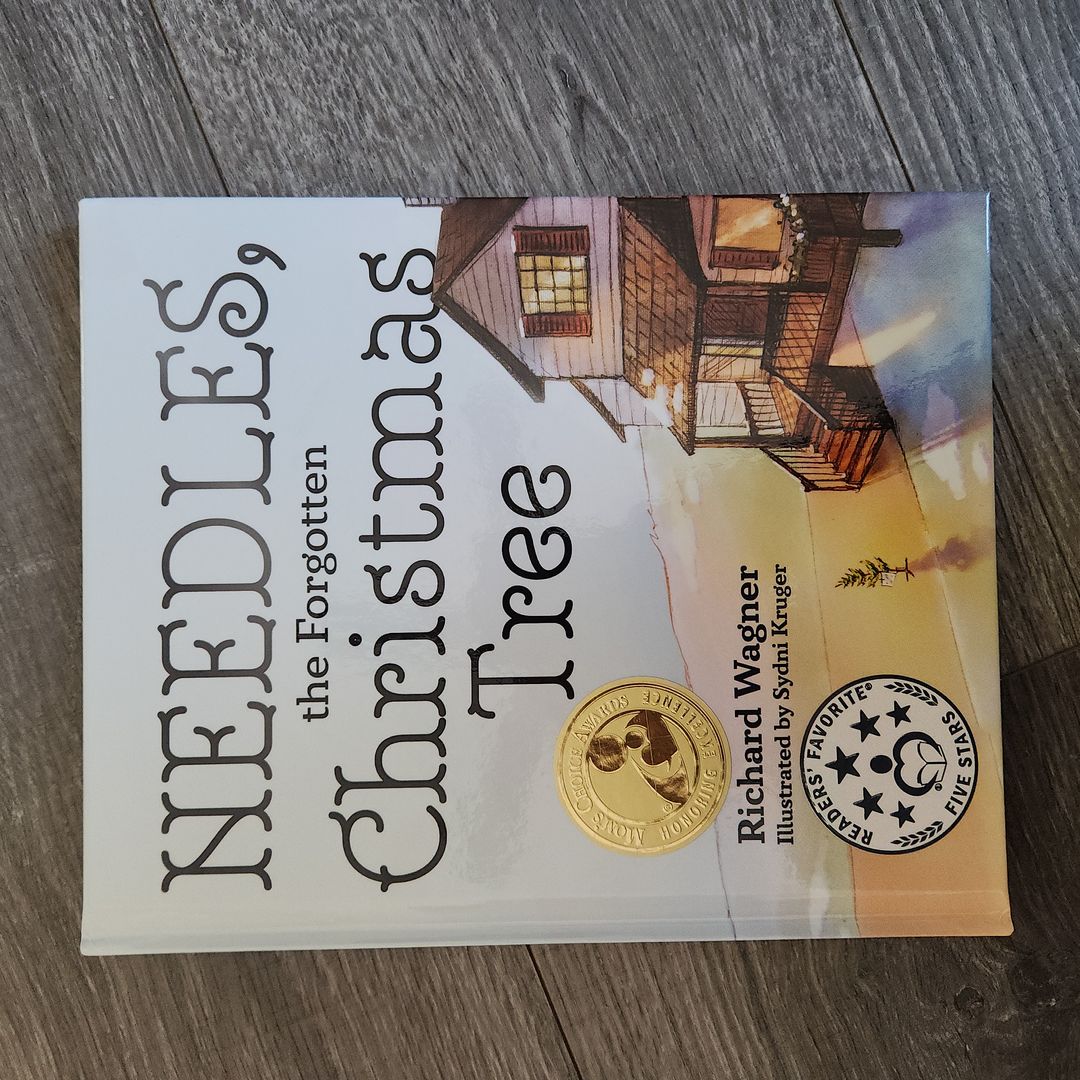 NEEDLES,
the Forgotten
Christmas
Tree
MOM'S CHOICE AWARDS
HONORING EXCELLENCE
®
Richard Wagner
Illustrated by Sydni Kruger
READERS' FAVORITE®
FIVE STARS
®